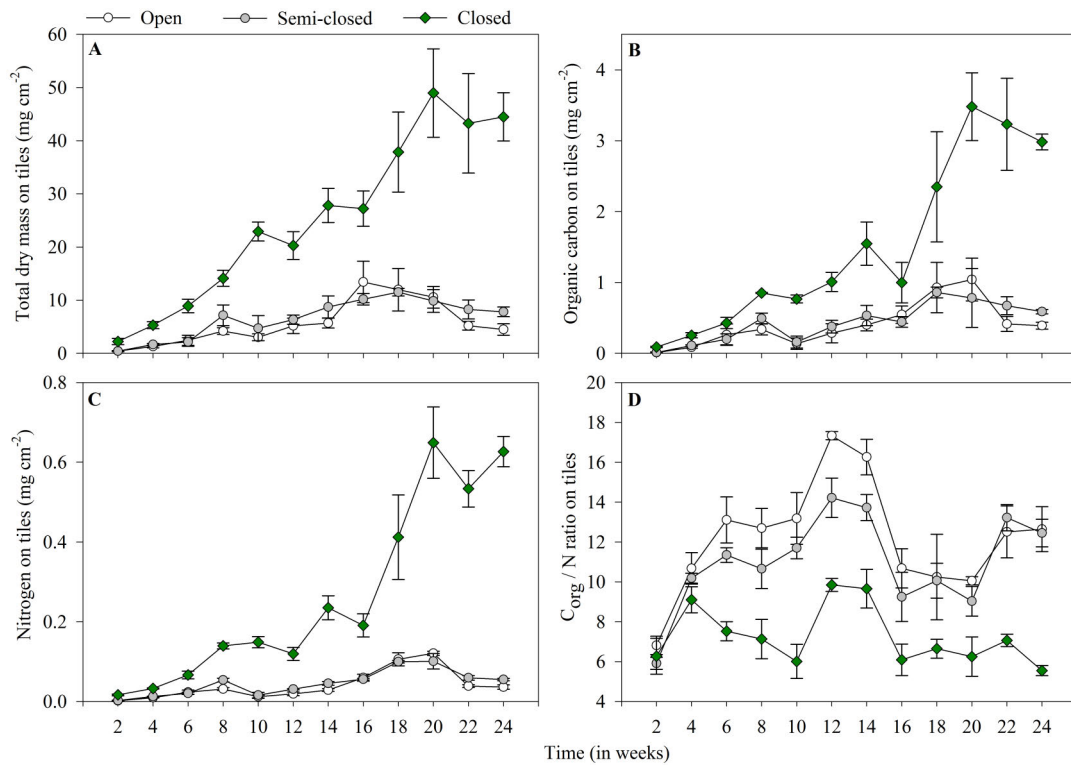 Open Semi-closed Closed
A
Total dry mass on tiles (mg cm-2)
60
50
40
30
20
10
0
B
Organic carbon on tiles (mg cm-2)
4
3
2
1
0
C
Nitrogen on tiles (mg cm-2)
0.8
0.6
0.4
0.2
0.0
2 4 6 8 10 12 14 16 18 20 22 24
D
Corg / N ratio on tiles
20
18
16
14
12
10
8
6
4
2 4 6 8 10 12 14 16 18 20 22 24
Time (in weeks)